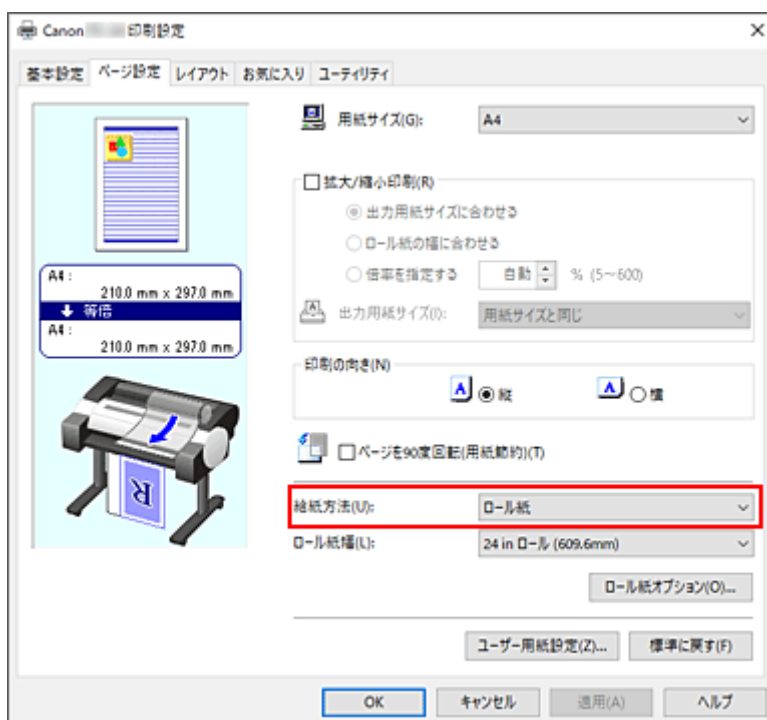 Canon 印刷設定
基本設定 ページ設定 レイアウト お気に入り ユーティリティ
用紙サイズ(G): A4
拡大/縮小印刷(R)
出力用紙サイズに合わせる
ロール紙の幅に合わせる
倍率を指定する 自動 % (5～600)
出力用紙サイズ(I): 用紙サイズと同じ
A4 :
210.0 mm x 297.0 mm
等倍
A4 :
210.0 mm x 297.0 mm
印刷の向き(N)
A 縦 A 横
ページを90度回転(用紙節約)(T)
R
給紙方法(U): ロール紙
ロール紙幅(L): 24 in ロール (609.6mm)
ロール紙オプション(O)...
ユーザー用紙設定(Z)... 標準に戻す(F)
OK キャンセル 適用(A) ヘルプ